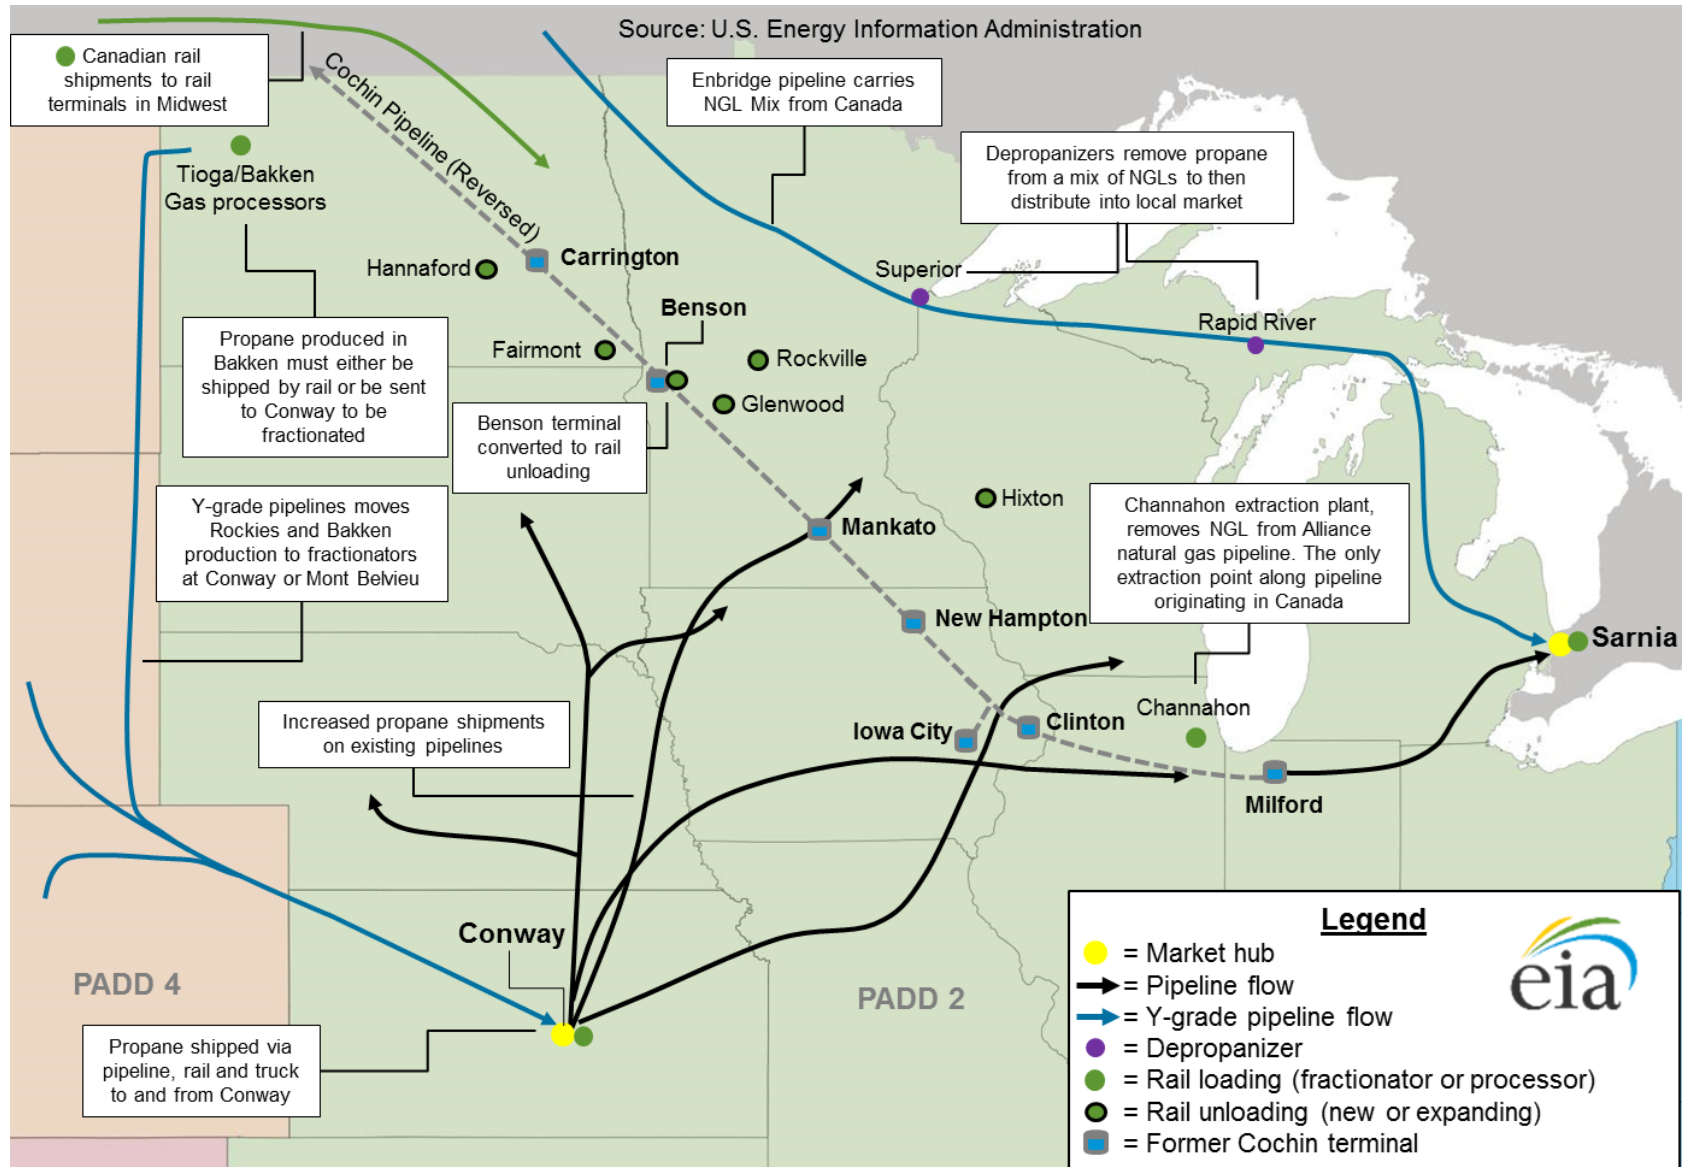 Source: U.S. Energy Information Administration
Canadian rail
shipments to rail
terminals in Midwest
Cochin Pipeline (Reversed)
Enbridge pipeline carries
NGL Mix from Canada
Depropanizers remove propane
from a mix of NGLs to then
distribute into local market
Tioga/Bakken
Gas processors
Hannaford
Carrington
Superior
Rapid River
Benson
Propane produced in
Bakken must either be
shipped by rail or be sent
to Conway to be
fractionated
Fairmont
Rockville
Glenwood
Benson terminal
converted to rail
unloading
Y-grade pipelines moves
Rockies and Bakken
production to fractionators
at Conway or Mont Belvieu
Mankato
Hixton
Channahon extraction plant,
removes NGL from Alliance
natural gas pipeline. The only
extraction point along pipeline
originating in Canada
New Hampton
Sarnia
Increased propane shipments
on existing pipelines
Iowa City
Clinton
Channahon
Milford
Conway
PADD 4
PADD 2
Propane shipped via
pipeline, rail and truck
to and from Conway
Legend
= Market hub
= Pipeline flow
= Y-grade pipeline flow
= Depropanizer
= Rail loading (fractionator or processor)
= Rail unloading (new or expanding)
= Former Cochin terminal
eia